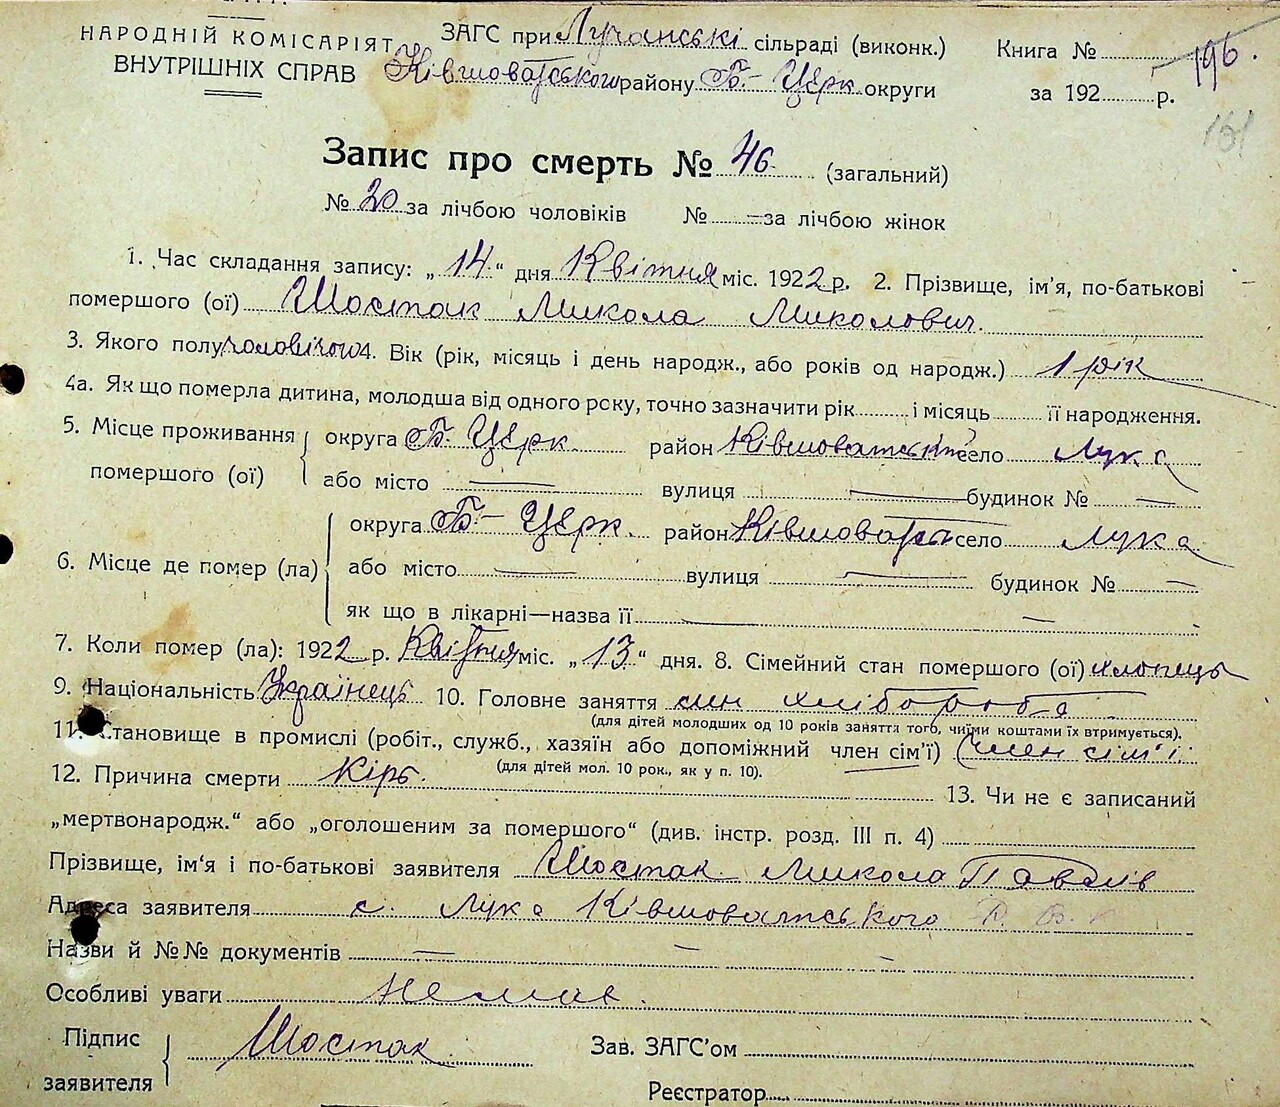 НАРОДНІЙ КОМІСАРІЯТ
ВНУТРІШНІХ СПРАВ
ЗАГС при Лучанські сільраді (виконк.)
Ківшоватського району Б.-Церк. округи
Книга №
196.
за 192 р.
151
Запис про смерть № 46 (загальний)
№ 20 за лічбою чоловіків № — за лічбою жінок
1. Час складання запису: „14“ дня Квітня міс. 1922 р. 2. Прізвище, ім'я, по-батькові
помершого (ої) Шостак Микола Миколович.
3. Якого полу чоловічого 4. Вік (рік, місяць і день народж., або років од народж.) 1 рік
4а. Як що померла дитина, молодша від одного року, точно зазначити рік і місяць її народження.
5. Місце проживання помершого (ої)
округа Б. Церк район Ківшоватськ село Лука
або місто — вулиця — будинок № —
6. Місце де помер (ла)
округа Б.- Церк. район Ківшоватськ село Лука
або місто — вулиця — будинок № —
як що в лікарні—назва її —
7. Коли помер (ла): 1922 р. Квітня міс. „13“ дня. 8. Сімейний стан помершого (ої) хлопець
9. Національність Українець 10. Головне заняття син хлібороба
(для дітей молодших од 10 років заняття того, чиїми коштами їх втримується).
11. Становище в промислі (робіт., служб., хазяїн або допоміжний член сім'ї) член сім'ї
(для дітей мол. 10 рок., як у п. 10).
12. Причина смерти Кірь. 13. Чи не є записаний
„мертвонародж.“ або „оголошеним за помершого“ (див. інстр. розд. III п. 4)
Прізвище, ім'я і по-батькові заявителя Шостак Микола Павлів
Адреса заявителя с. Лука Ківшоватського
Назви й №№ документів — — -
Особливі уваги Немає.
Підпис заявителя Шостак
Зав. ЗАГС'ом
Реєстратор